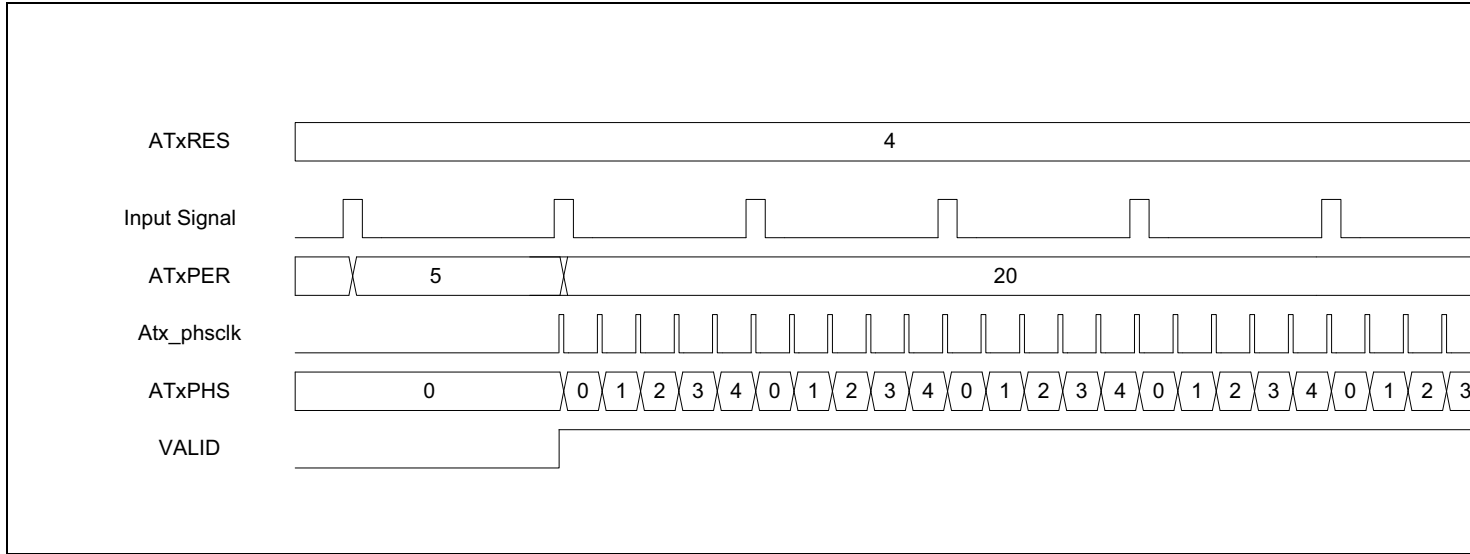 ATxRES 4
Input Signal
ATxPER 5 20
Atx_phsclk
ATxPHS 0 0 1 2 3 4 0 1 2 3 4 0 1 2 3 4 0 1 2 3 4 0 1 2 3
VALID